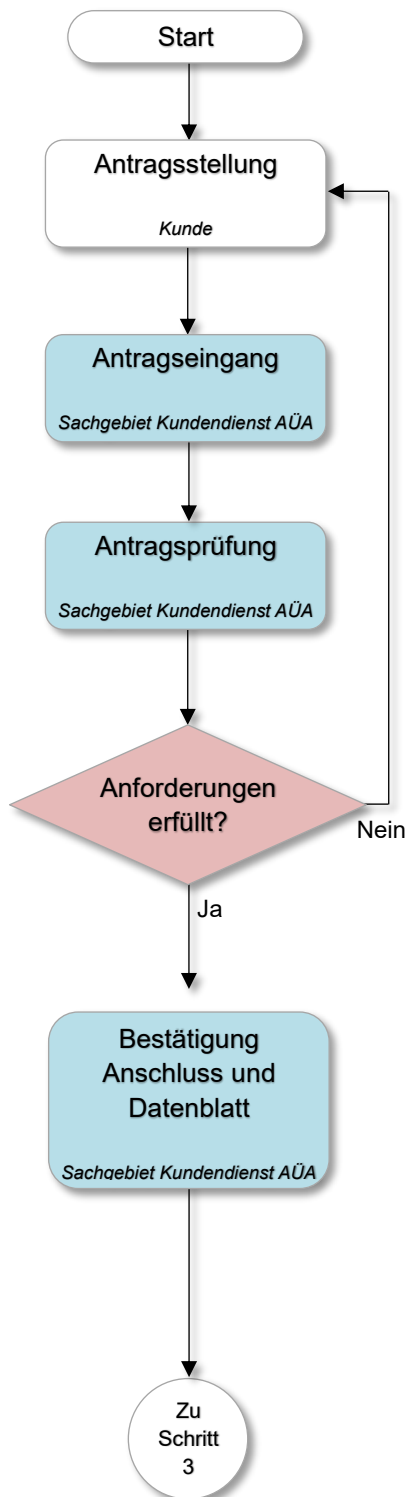 Start
Antragsstellung
Kunde
Antragseingang
Sachgebiet Kundendienst AÜA
Antragsprüfung
Sachgebiet Kundendienst AÜA
Anforderungen
erfüllt?
Nein
Ja
Bestätigung
Anschluss und
Datenblatt
Sachgebiet Kundendienst AÜA
Zu
Schritt
3